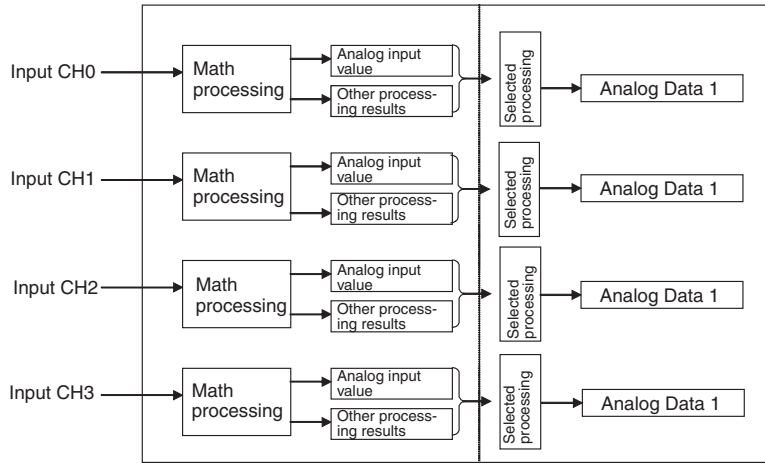 Input CH0
Math
processing
Analog input
value
Other process-
ing results
Selected
processing
Analog Data 1
Input CH1
Math
processing
Analog input
value
Other process-
ing results
Selected
processing
Analog Data 1
Input CH2
Math
processing
Analog input
value
Other process-
ing results
Selected
processing
Analog Data 1
Input CH3
Math
processing
Analog input
value
Other process-
ing results
Selected
processing
Analog Data 1